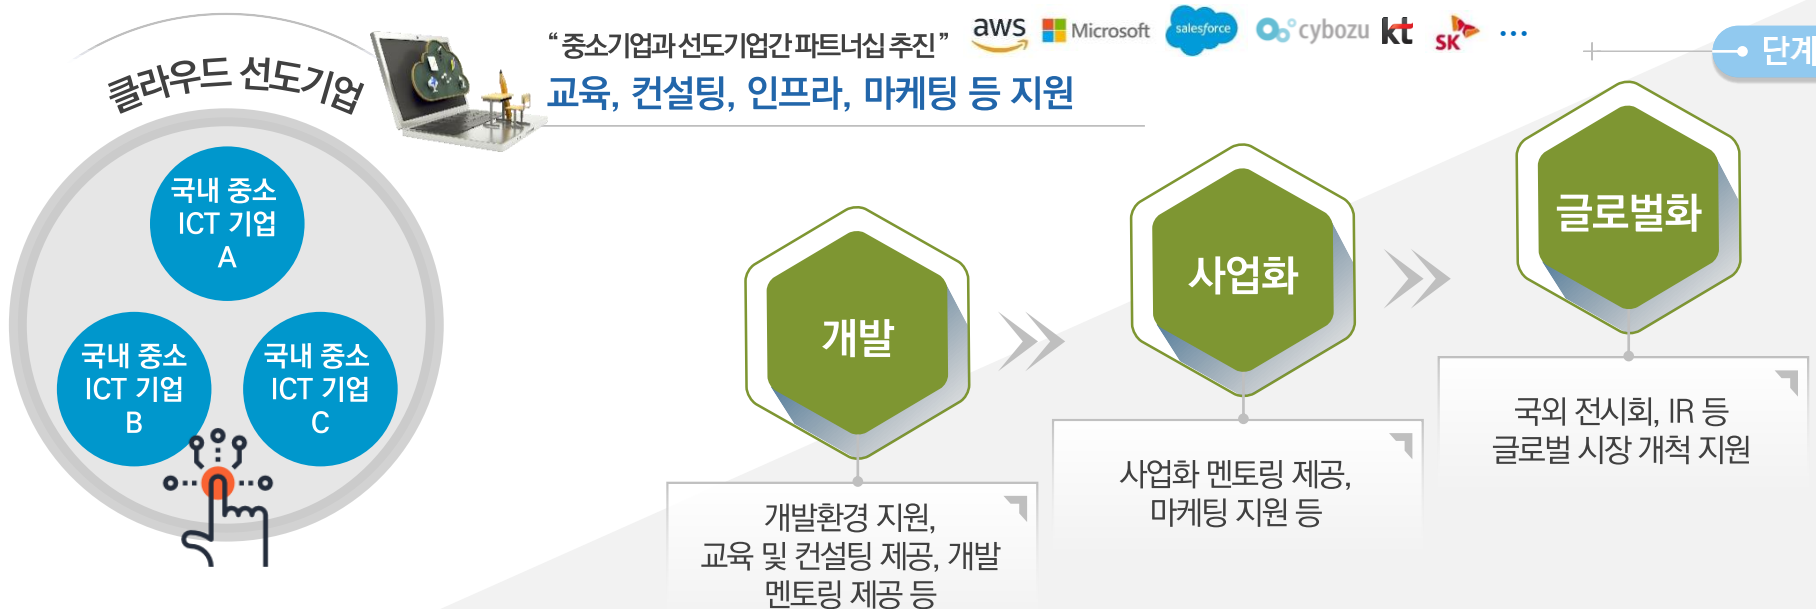 클라우드 선도기업
“ 중소기업과 선도기업간 파트너십 추진 ”
교육, 컨설팅, 인프라, 마케팅 등 지원
aws Microsoft salesforce cybozu kt SK ...
단계
국내 중소
ICT 기업
A
국내 중소
ICT 기업
B
국내 중소
ICT 기업
C
개발
개발환경 지원,
교육 및 컨설팅 제공, 개발
멘토링 제공 등
사업화
사업화 멘토링 제공,
마케팅 지원 등
글로벌화
국외 전시회, IR 등
글로벌 시장 개척 지원